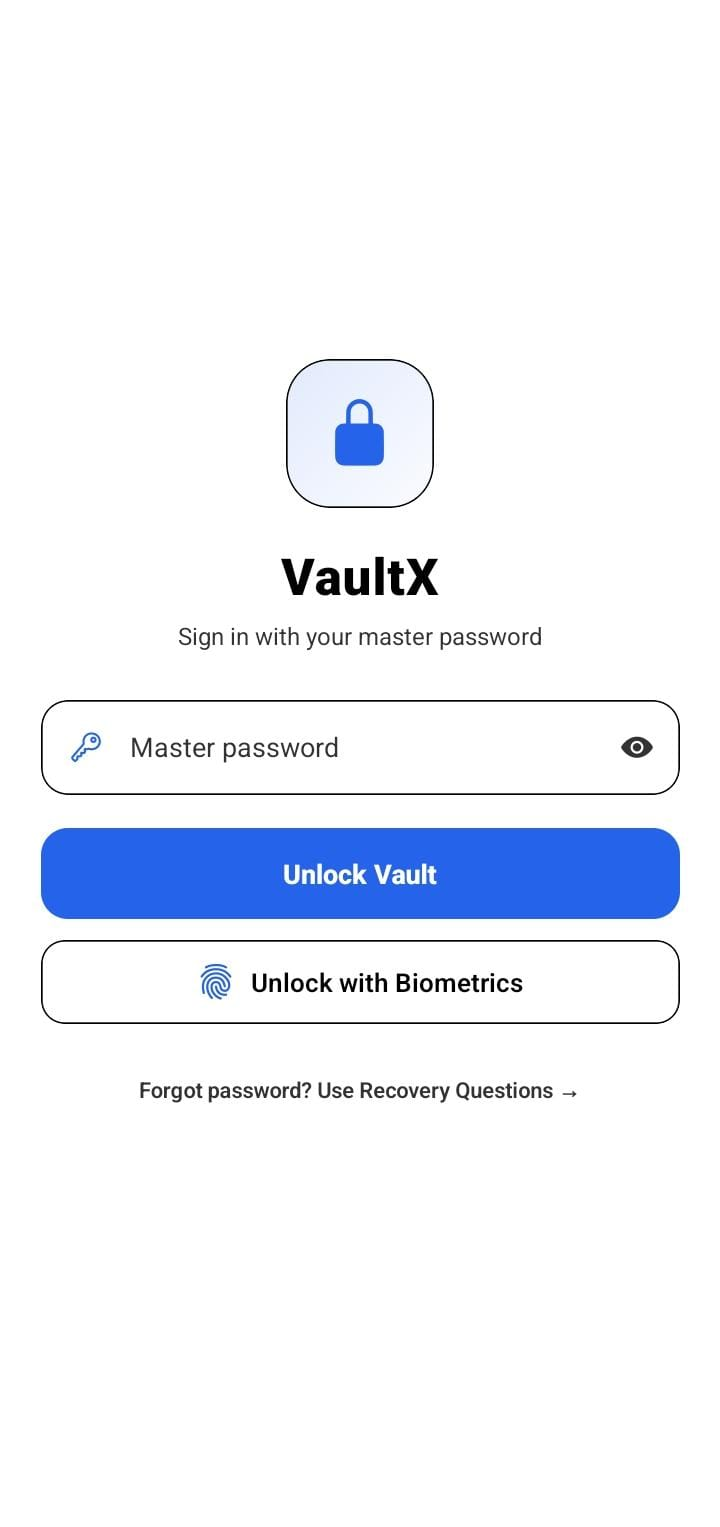 VaultX
Sign in with your master password
Master password
Unlock Vault
Unlock with Biometrics
Forgot password? Use Recovery Questions →